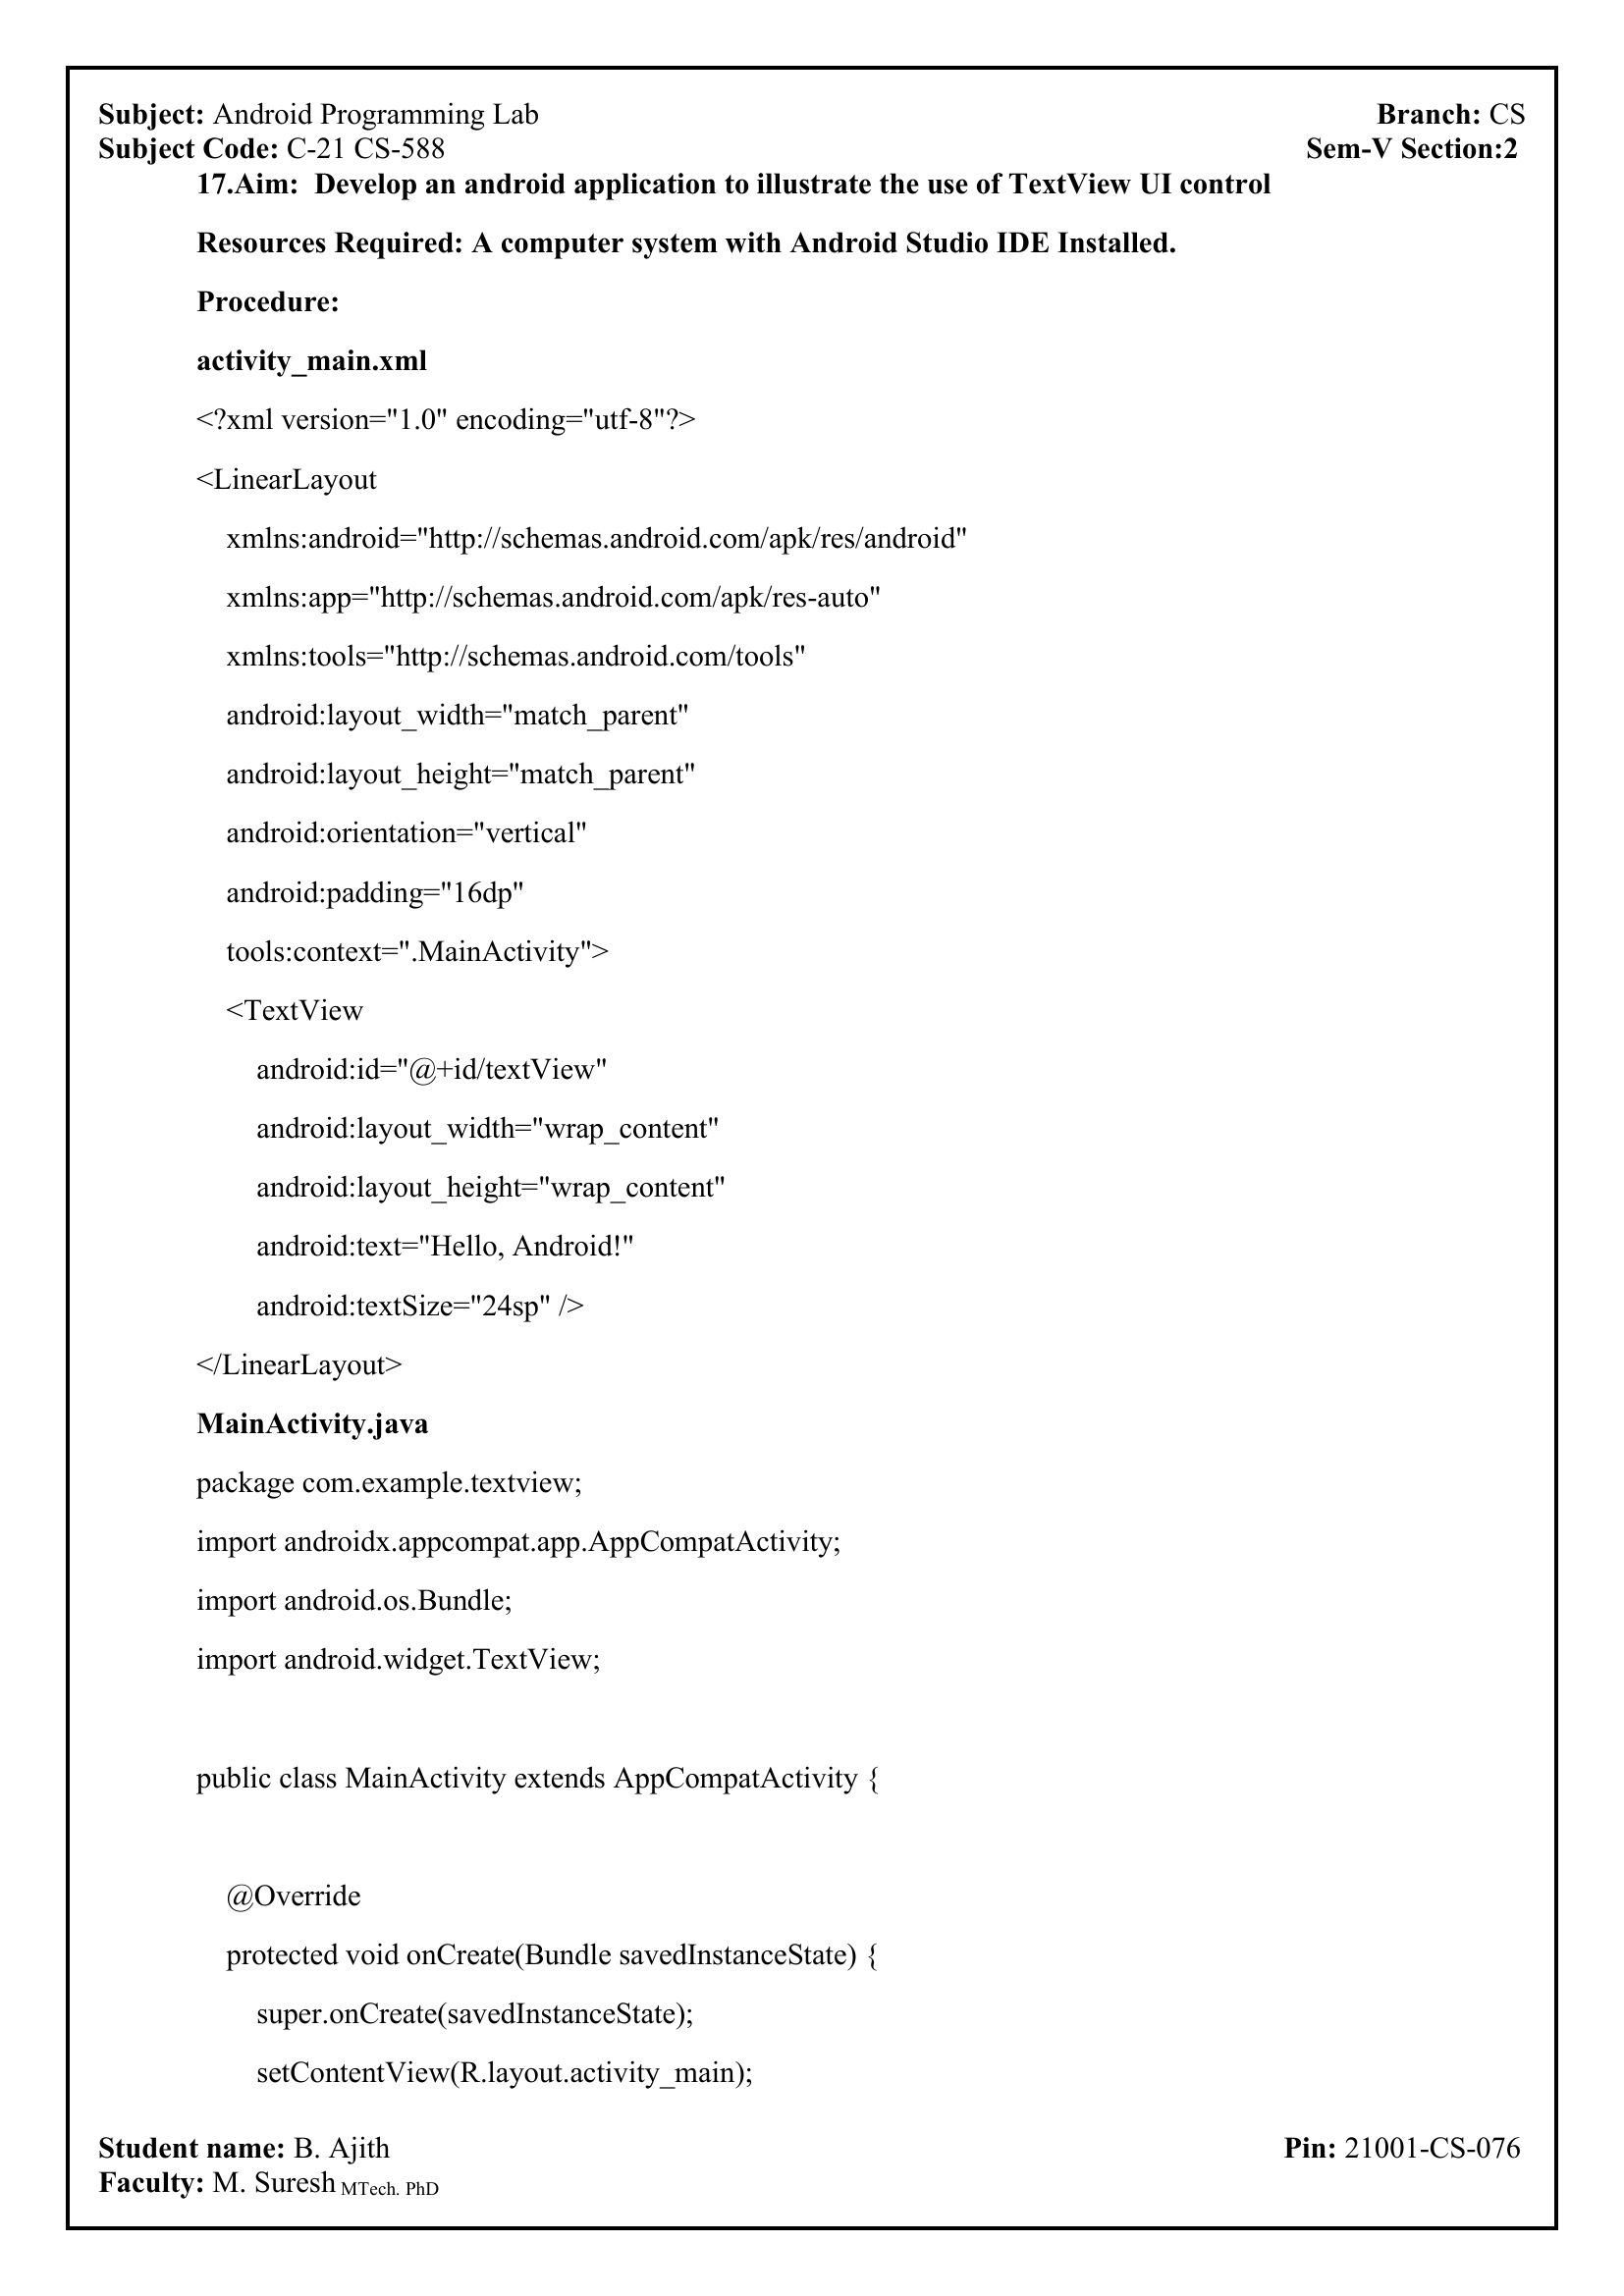 Subject: Android Programming Lab Branch: CS
Subject Code: C-21 CS-588 Sem-V Section:2
17.Aim: Develop an android application to illustrate the use of TextView UI control
Resources Required: A computer system with Android Studio IDE Installed.
Procedure:
activity_main.xml
<?xml version="1.0" encoding="utf-8"?>
<LinearLayout
xmlns:android="http://schemas.android.com/apk/res/android"
xmlns:app="http://schemas.android.com/apk/res-auto"
xmlns:tools="http://schemas.android.com/tools"
android:layout_width="match_parent"
android:layout_height="match_parent"
android:orientation="vertical"
android:padding="16dp"
tools:context=".MainActivity">
<TextView
android:id="@+id/textView"
android:layout_width="wrap_content"
android:layout_height="wrap_content"
android:text="Hello, Android!"
android:textSize="24sp" />
</LinearLayout>
MainActivity.java
package com.example.textview;
import androidx.appcompat.app.AppCompatActivity;
import android.os.Bundle;
import android.widget.TextView;
public class MainActivity extends AppCompatActivity {
@Override
protected void onCreate(Bundle savedInstanceState) {
super.onCreate(savedInstanceState);
setContentView(R.layout.activity_main);
Student name: B. Ajith Pin: 21001-CS-076
Faculty: M. Suresh MTech. PhD